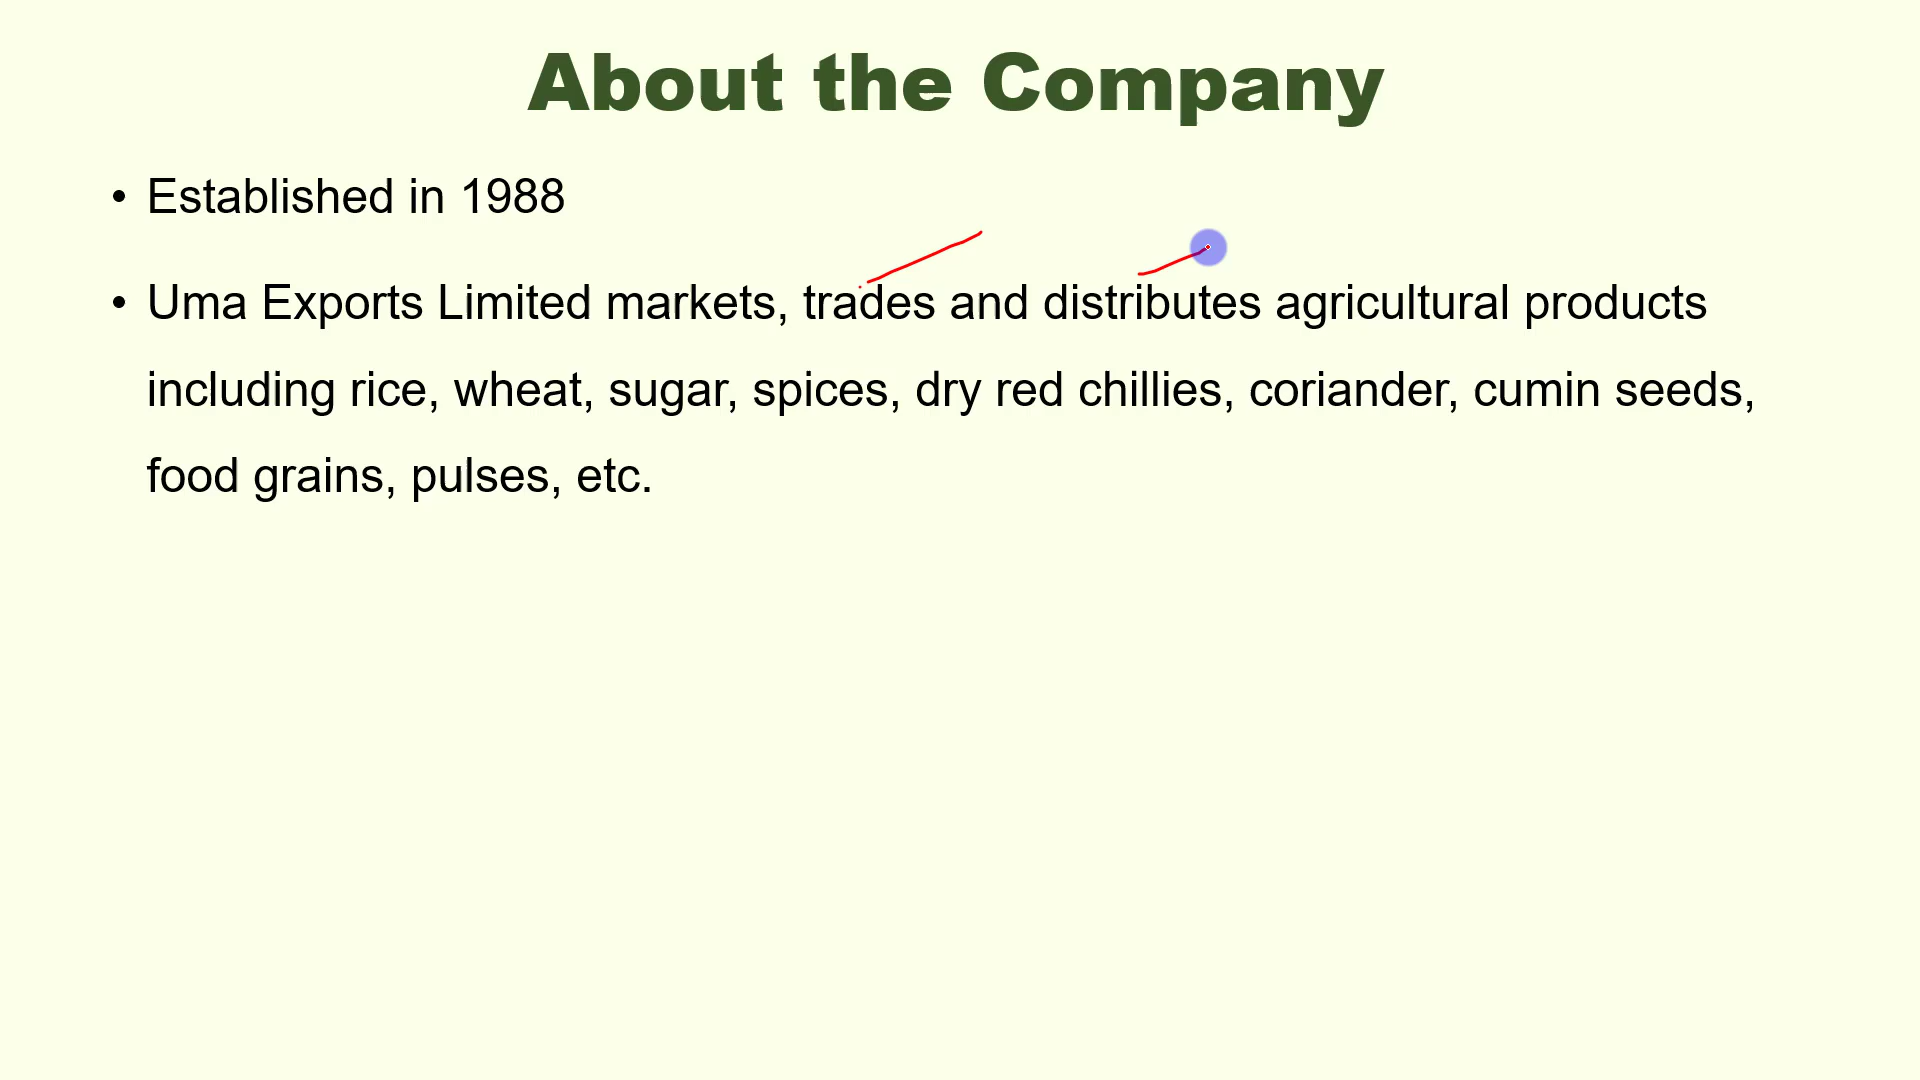 About the Company
• Established in 1988
• Uma Exports Limited markets, trades and distributes agricultural products
including rice, wheat, sugar, spices, dry red chillies, coriander, cumin seeds,
food grains, pulses, etc.